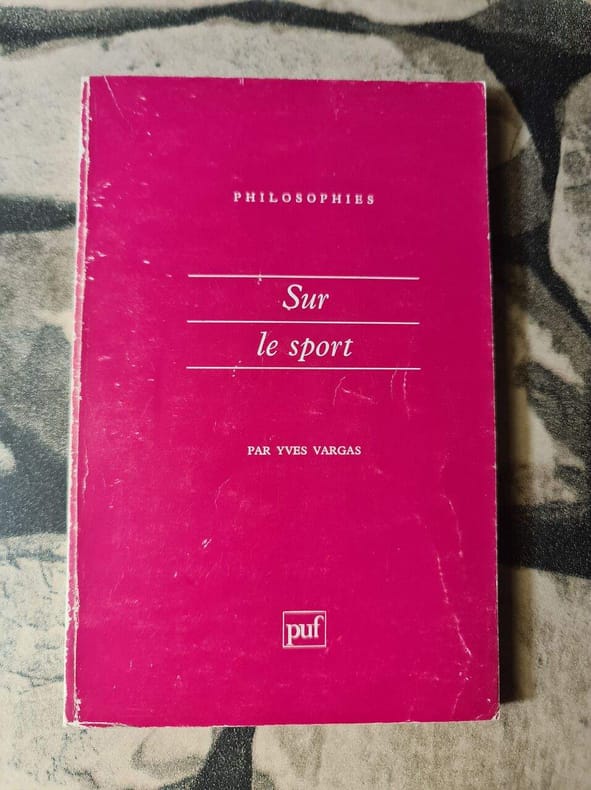 PHILOSOPHIES
Sur
le sport
PAR YVES VARGAS
puf